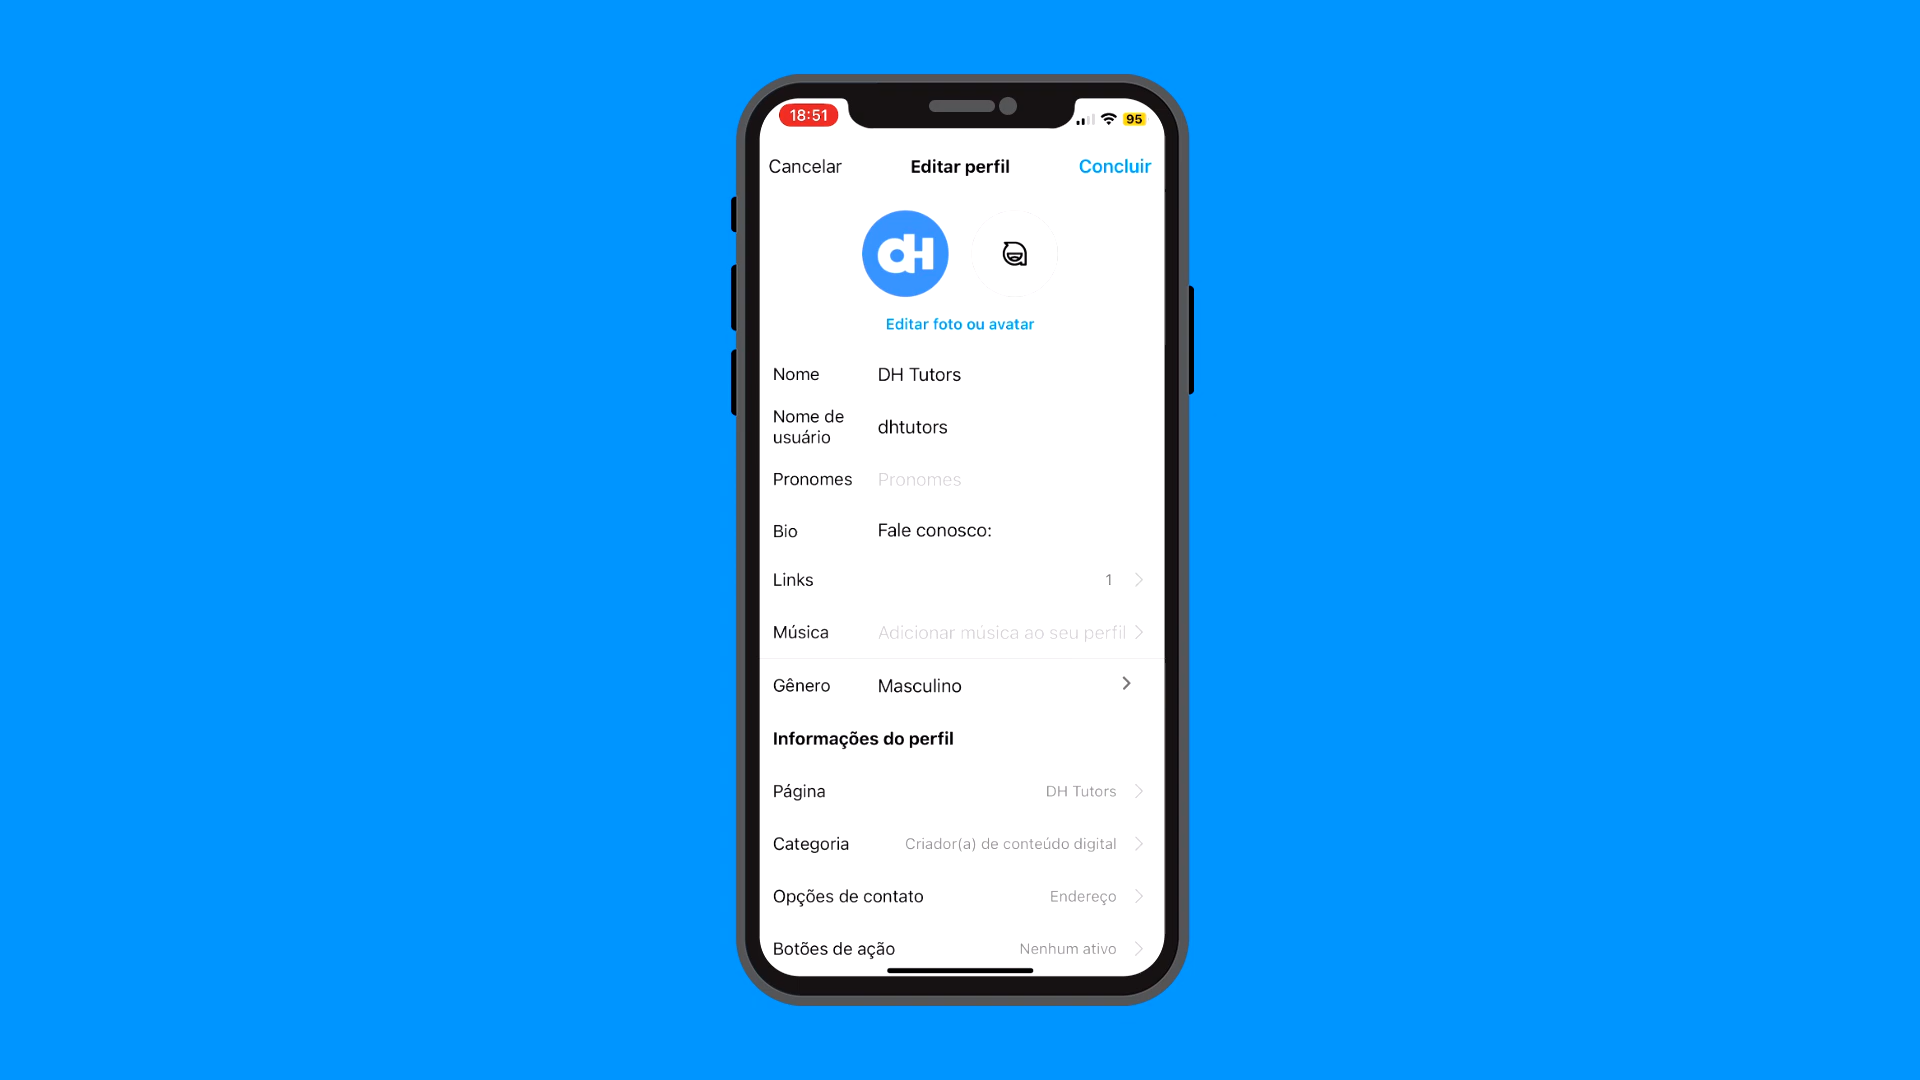 18:51
95
Cancelar
Editar perfil
Concluir
dH
Editar foto ou avatar
Nome
DH Tutors
Nome de
usuário
dhtutors
Pronomes
Pronomes
Bio
Fale conosco:
Links
1
Música
Adicionar música ao seu perfil
Gênero
Masculino
Informações do perfil
Página
DH Tutors
Categoria
Criador(a) de conteúdo digital
Opções de contato
Endereço
Botões de ação
Nenhum ativo